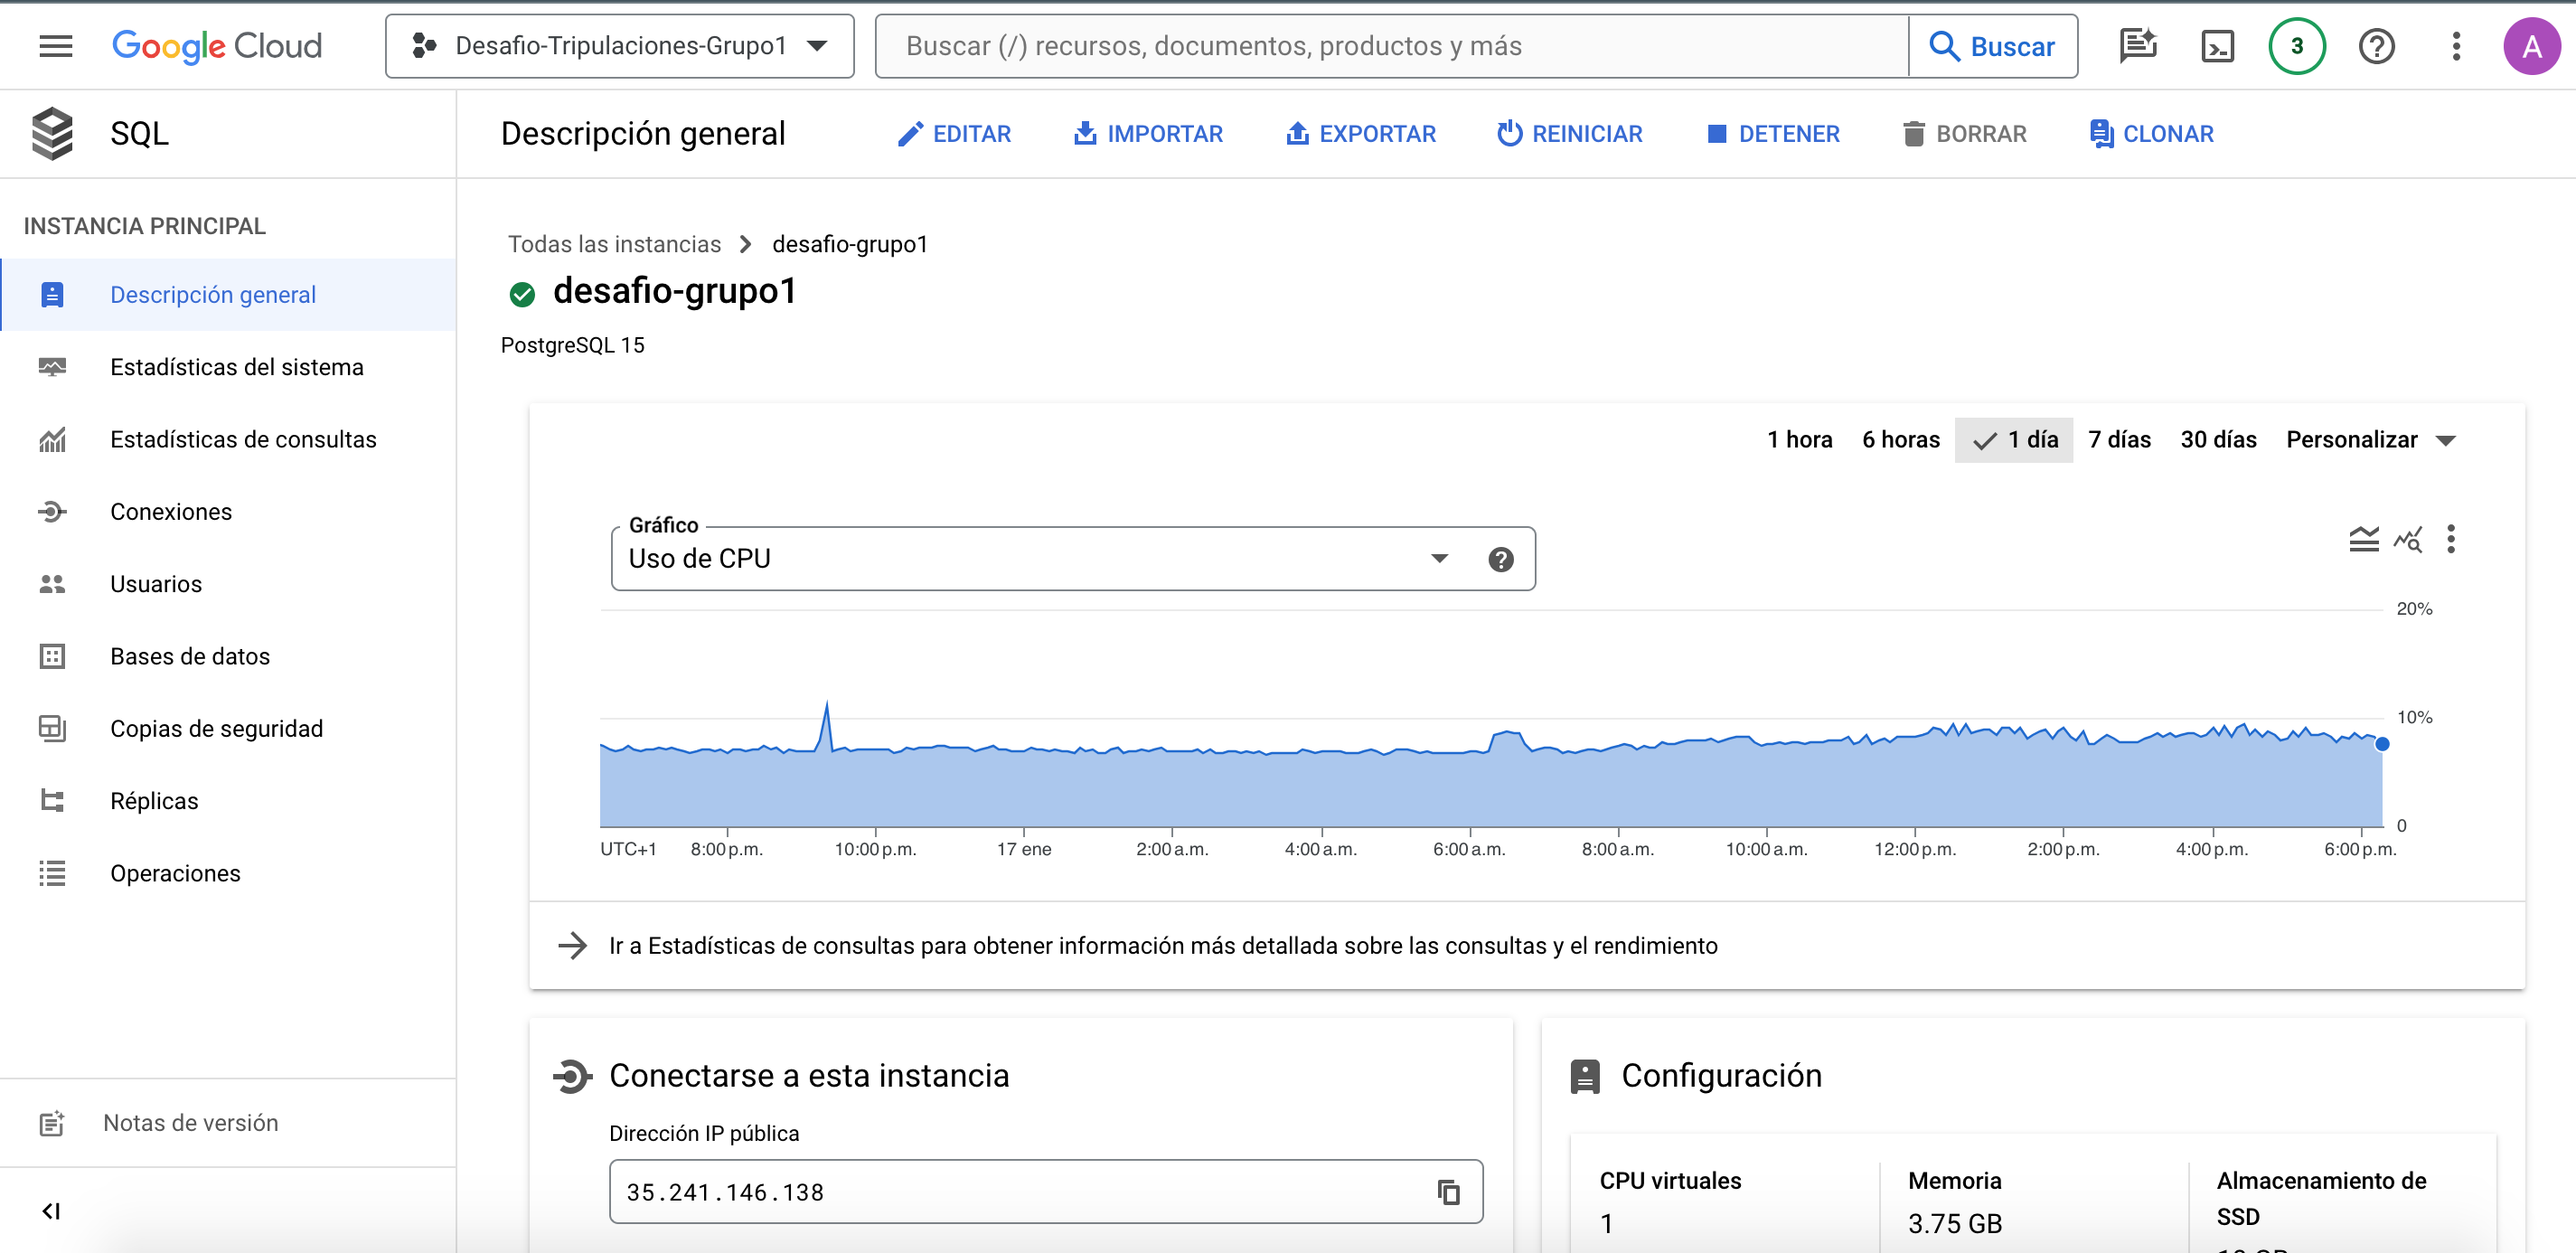 Google Cloud
Desafio-Tripulaciones-Grupo1
Buscar (/) recursos, documentos, productos y más
Buscar
3
A
SQL
Descripción general
EDITAR
IMPORTAR
EXPORTAR
REINICIAR
DETENER
BORRAR
CLONAR
INSTANCIA PRINCIPAL
Descripción general
Estadísticas del sistema
Estadísticas de consultas
Conexiones
Usuarios
Bases de datos
Copias de seguridad
Réplicas
Operaciones
Notas de versión
Todas las instancias
desafio-grupo1
desafio-grupo1
PostgreSQL 15
1 hora
6 horas
1 día
7 días
30 días
Personalizar
Gráfico
Uso de CPU
20%
10%
0
UTC+1
8:00 p.m.
10:00 p.m.
17 ene
2:00 a.m.
4:00 a.m.
6:00 a.m.
8:00 a.m.
10:00 a.m.
12:00 p.m.
2:00 p.m.
4:00 p.m.
6:00 p.m.
Ir a Estadísticas de consultas para obtener información más detallada sobre las consultas y el rendimiento
Conectarse a esta instancia
Dirección IP pública
35.241.146.138
Configuración
CPU virtuales
1
Memoria
3.75 GB
Almacenamiento de
SSD